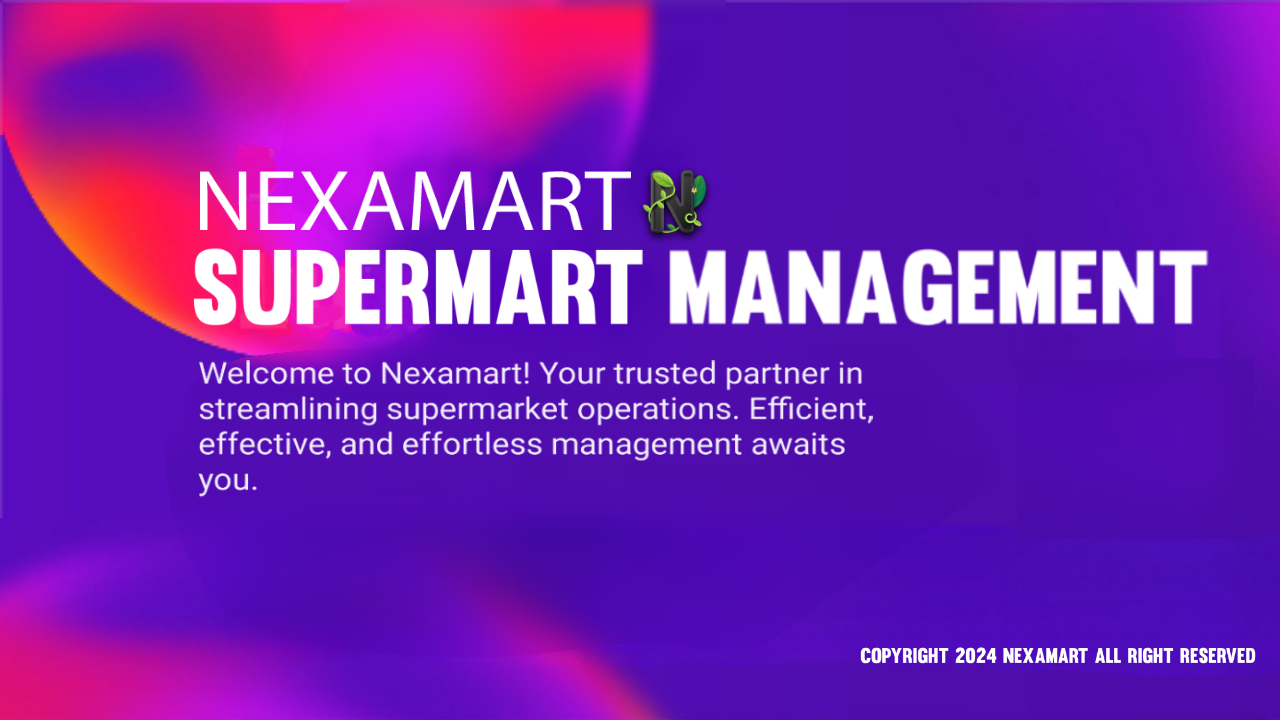 NEXAMART N
SUPERMART MANAGEMENT
Welcome to Nexamart! Your trusted partner in
streamlining supermarket operations. Efficient,
effective, and effortless management awaits
you.
COPYRIGHT 2024 NEXAMART ALL RIGHT RESERVED